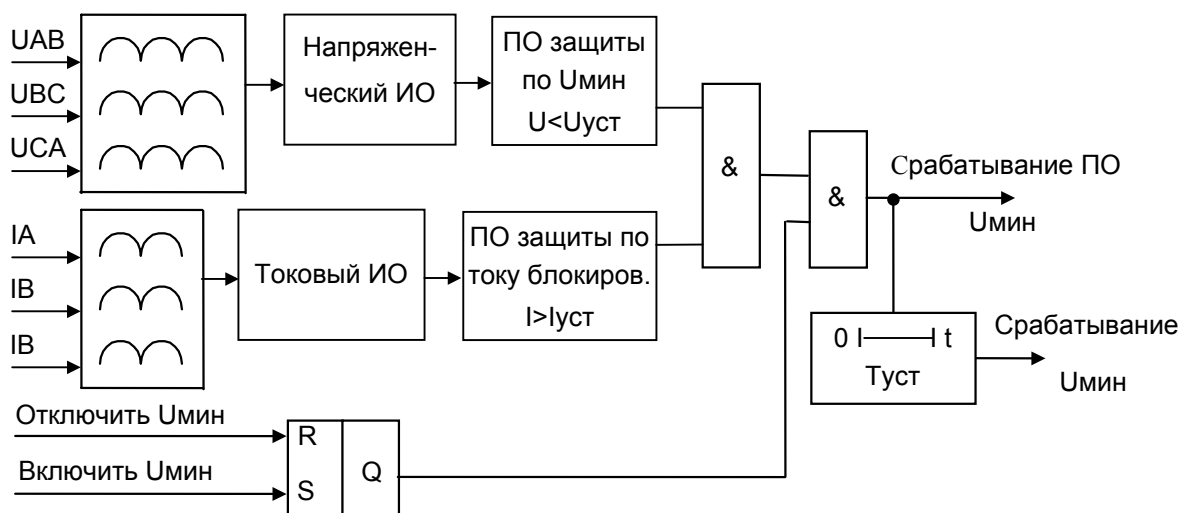 UAB
UBC
UCA
Напряжен-
ческий ИО
ПО защиты
по Uмин
U<Uуст
&
&
Срабатывание ПО
Uмин
IA
IB
IB
Токовый ИО
ПО защиты по
току блокиров.
I>Iуст
0 I—I t
Туст
Срабатывание
Uмин
Отключить Uмин
Включить Uмин
R
S
Q